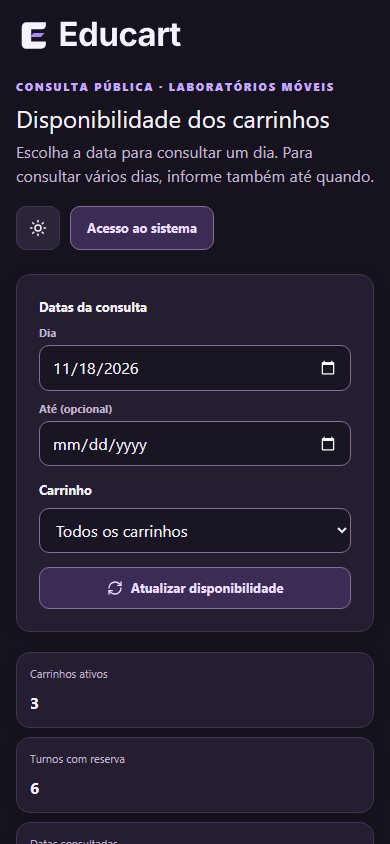 Educart
CONSULTA PÚBLICA · LABORATÓRIOS MÓVEIS
Disponibilidade dos carrinhos
Escolha a data para consultar um dia. Para
consultar vários dias, informe também até quando.
Acesso ao sistema
Datas da consulta
Dia
11/18/2026
Até (opcional)
mm/dd/yyyy
Carrinho
Todos os carrinhos
Atualizar disponibilidade
Carrinhos ativos
3
Turnos com reserva
6
Datas consultadas